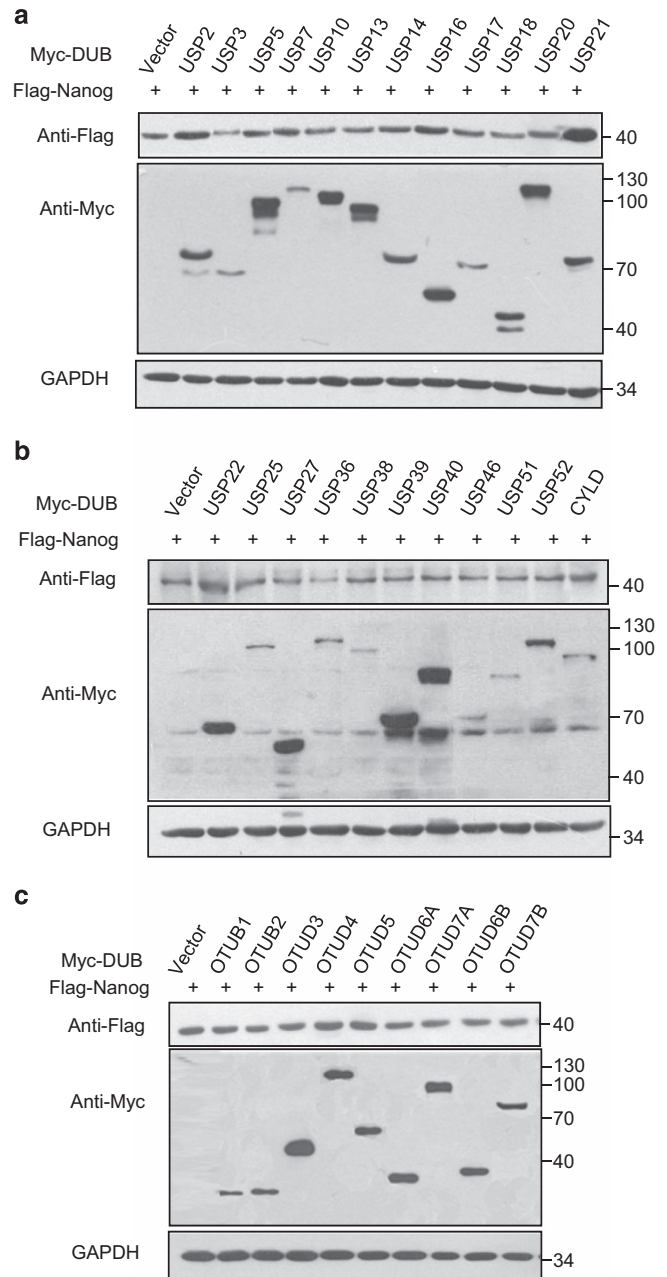 a
Myc-DUB Vector USP2 USP3 USP5 USP7 USP10 USP13 USP14 USP16 USP17 USP18 USP20 USP21
Flag-Nanog + + + + + + + + + + + + +
Anti-Flag 40
Anti-Myc 130
100
70
40
GAPDH 34
b
Myc-DUB Vector USP22 USP25 USP27 USP36 USP38 USP39 USP40 USP46 USP51 USP52 CYLD
Flag-Nanog + + + + + + + + + + + +
Anti-Flag 40
130
100
Anti-Myc 70
40
GAPDH 34
c
Myc-DUB Vector OTUB1 OTUB2 OTUD3 OTUD4 OTUD5 OTUD6A OTUD7A OTUD6B OTUD7B
Flag-Nanog + + + + + + + + + +
Anti-Flag 40
130
Anti-Myc 100
70
40
GAPDH 34